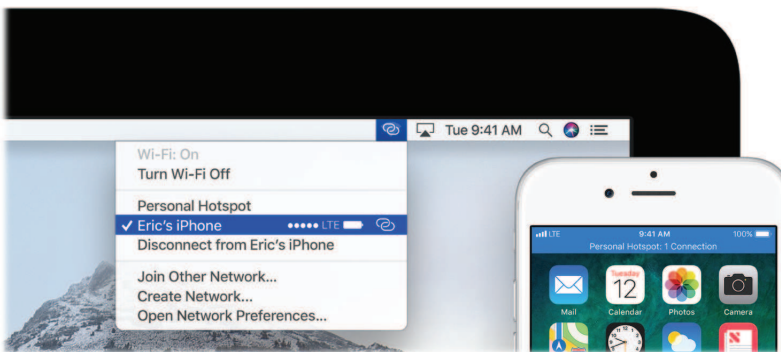 Tue 9:41 AM
Wi-Fi: On
Turn Wi-Fi Off
Personal Hotspot
✓ Eric's iPhone ●●●●● LTE
Disconnect from Eric's iPhone
Join Other Network...
Create Network...
Open Network Preferences...
LTE 9:41 AM 100%
Personal Hotspot: 1 Connection
Tuesday
12
Mail Calendar Photos Camera
12
N